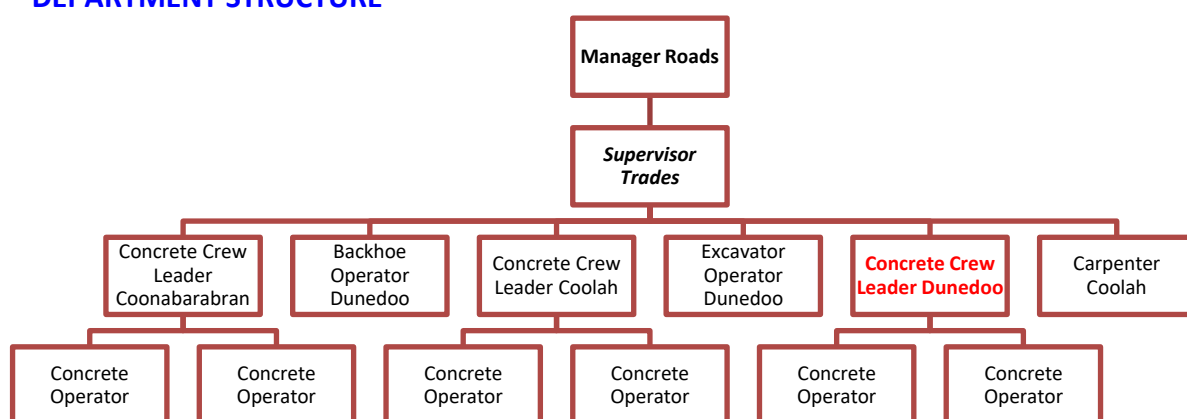 DEPARTMENT STRUCTURE
Manager Roads
Supervisor
Trades
Concrete Crew
Leader
Coonabarabran
Backhoe
Operator
Dunedoo
Concrete Crew
Leader Coolah
Excavator
Operator
Dunedoo
Concrete Crew
Leader Dunedoo
Carpenter
Coolah
Concrete
Operator
Concrete
Operator
Concrete
Operator
Concrete
Operator
Concrete
Operator
Concrete
Operator